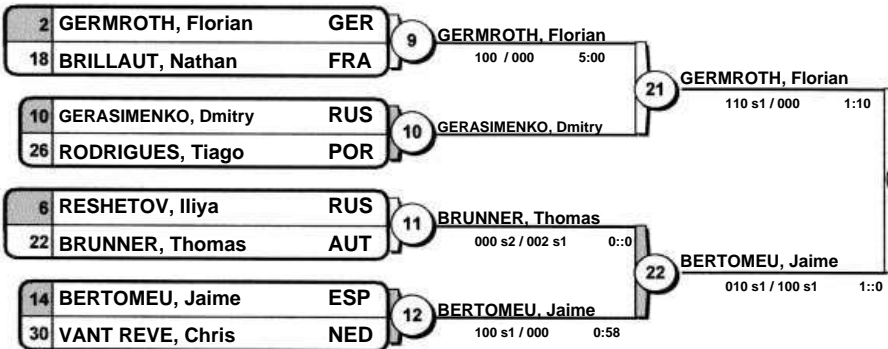 2 GERMROTH, Florian GER
18 BRILLAUT, Nathan FRA
9
GERMROTH, Florian
100 / 000 5:00
10 GERASIMENKO, Dmitry RUS
26 RODRIGUES, Tiago POR
10
GERASIMENKO, Dmitry
21
GERMROTH, Florian
110 s1 / 000 1:10
6 RESHETOV, Iliya RUS
22 BRUNNER, Thomas AUT
11
BRUNNER, Thomas
000 s2 / 002 s1 0::0
14 BERTOMEU, Jaime ESP
30 VANT REVE, Chris NED
12
BERTOMEU, Jaime
100 s1 / 000 0:58
22
BERTOMEU, Jaime
010 s1 / 100 s1 1::0